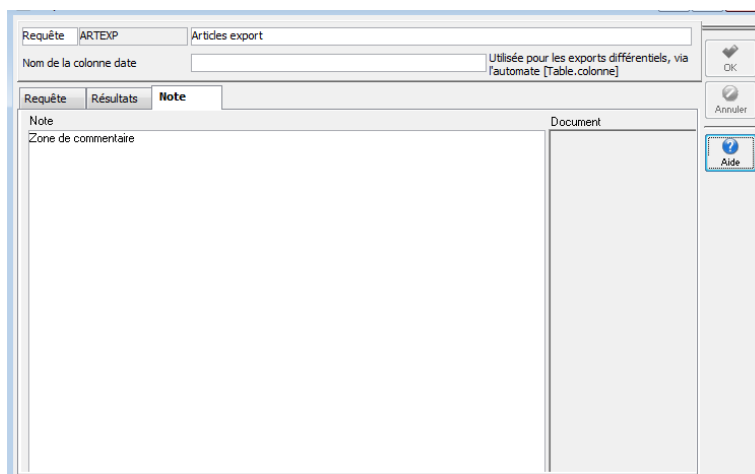 Requête ARTEXP Articles export
Nom de la colonne date Utilisée pour les exports différentiels, via
l'automate [Table.colonne]
OK
Annuler
Aide
Requête Résultats Note
Note Document
Zone de commentaire